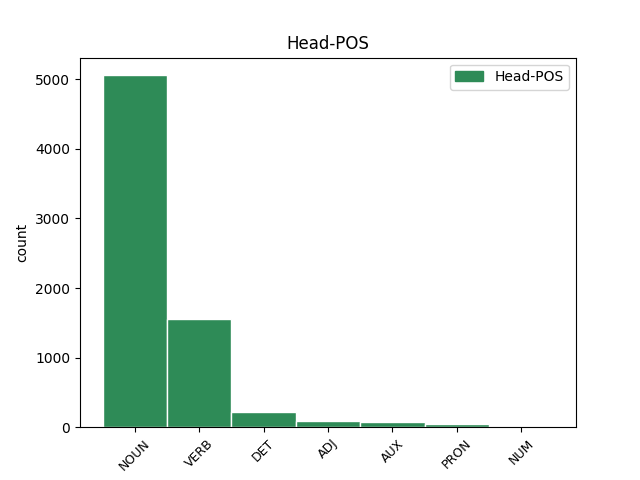 Head-POS
Head-POS
5000
4000
3000
2000
1000
0
count
NOUN
VERB
DET
ADJ
AUX
PRON
NUM